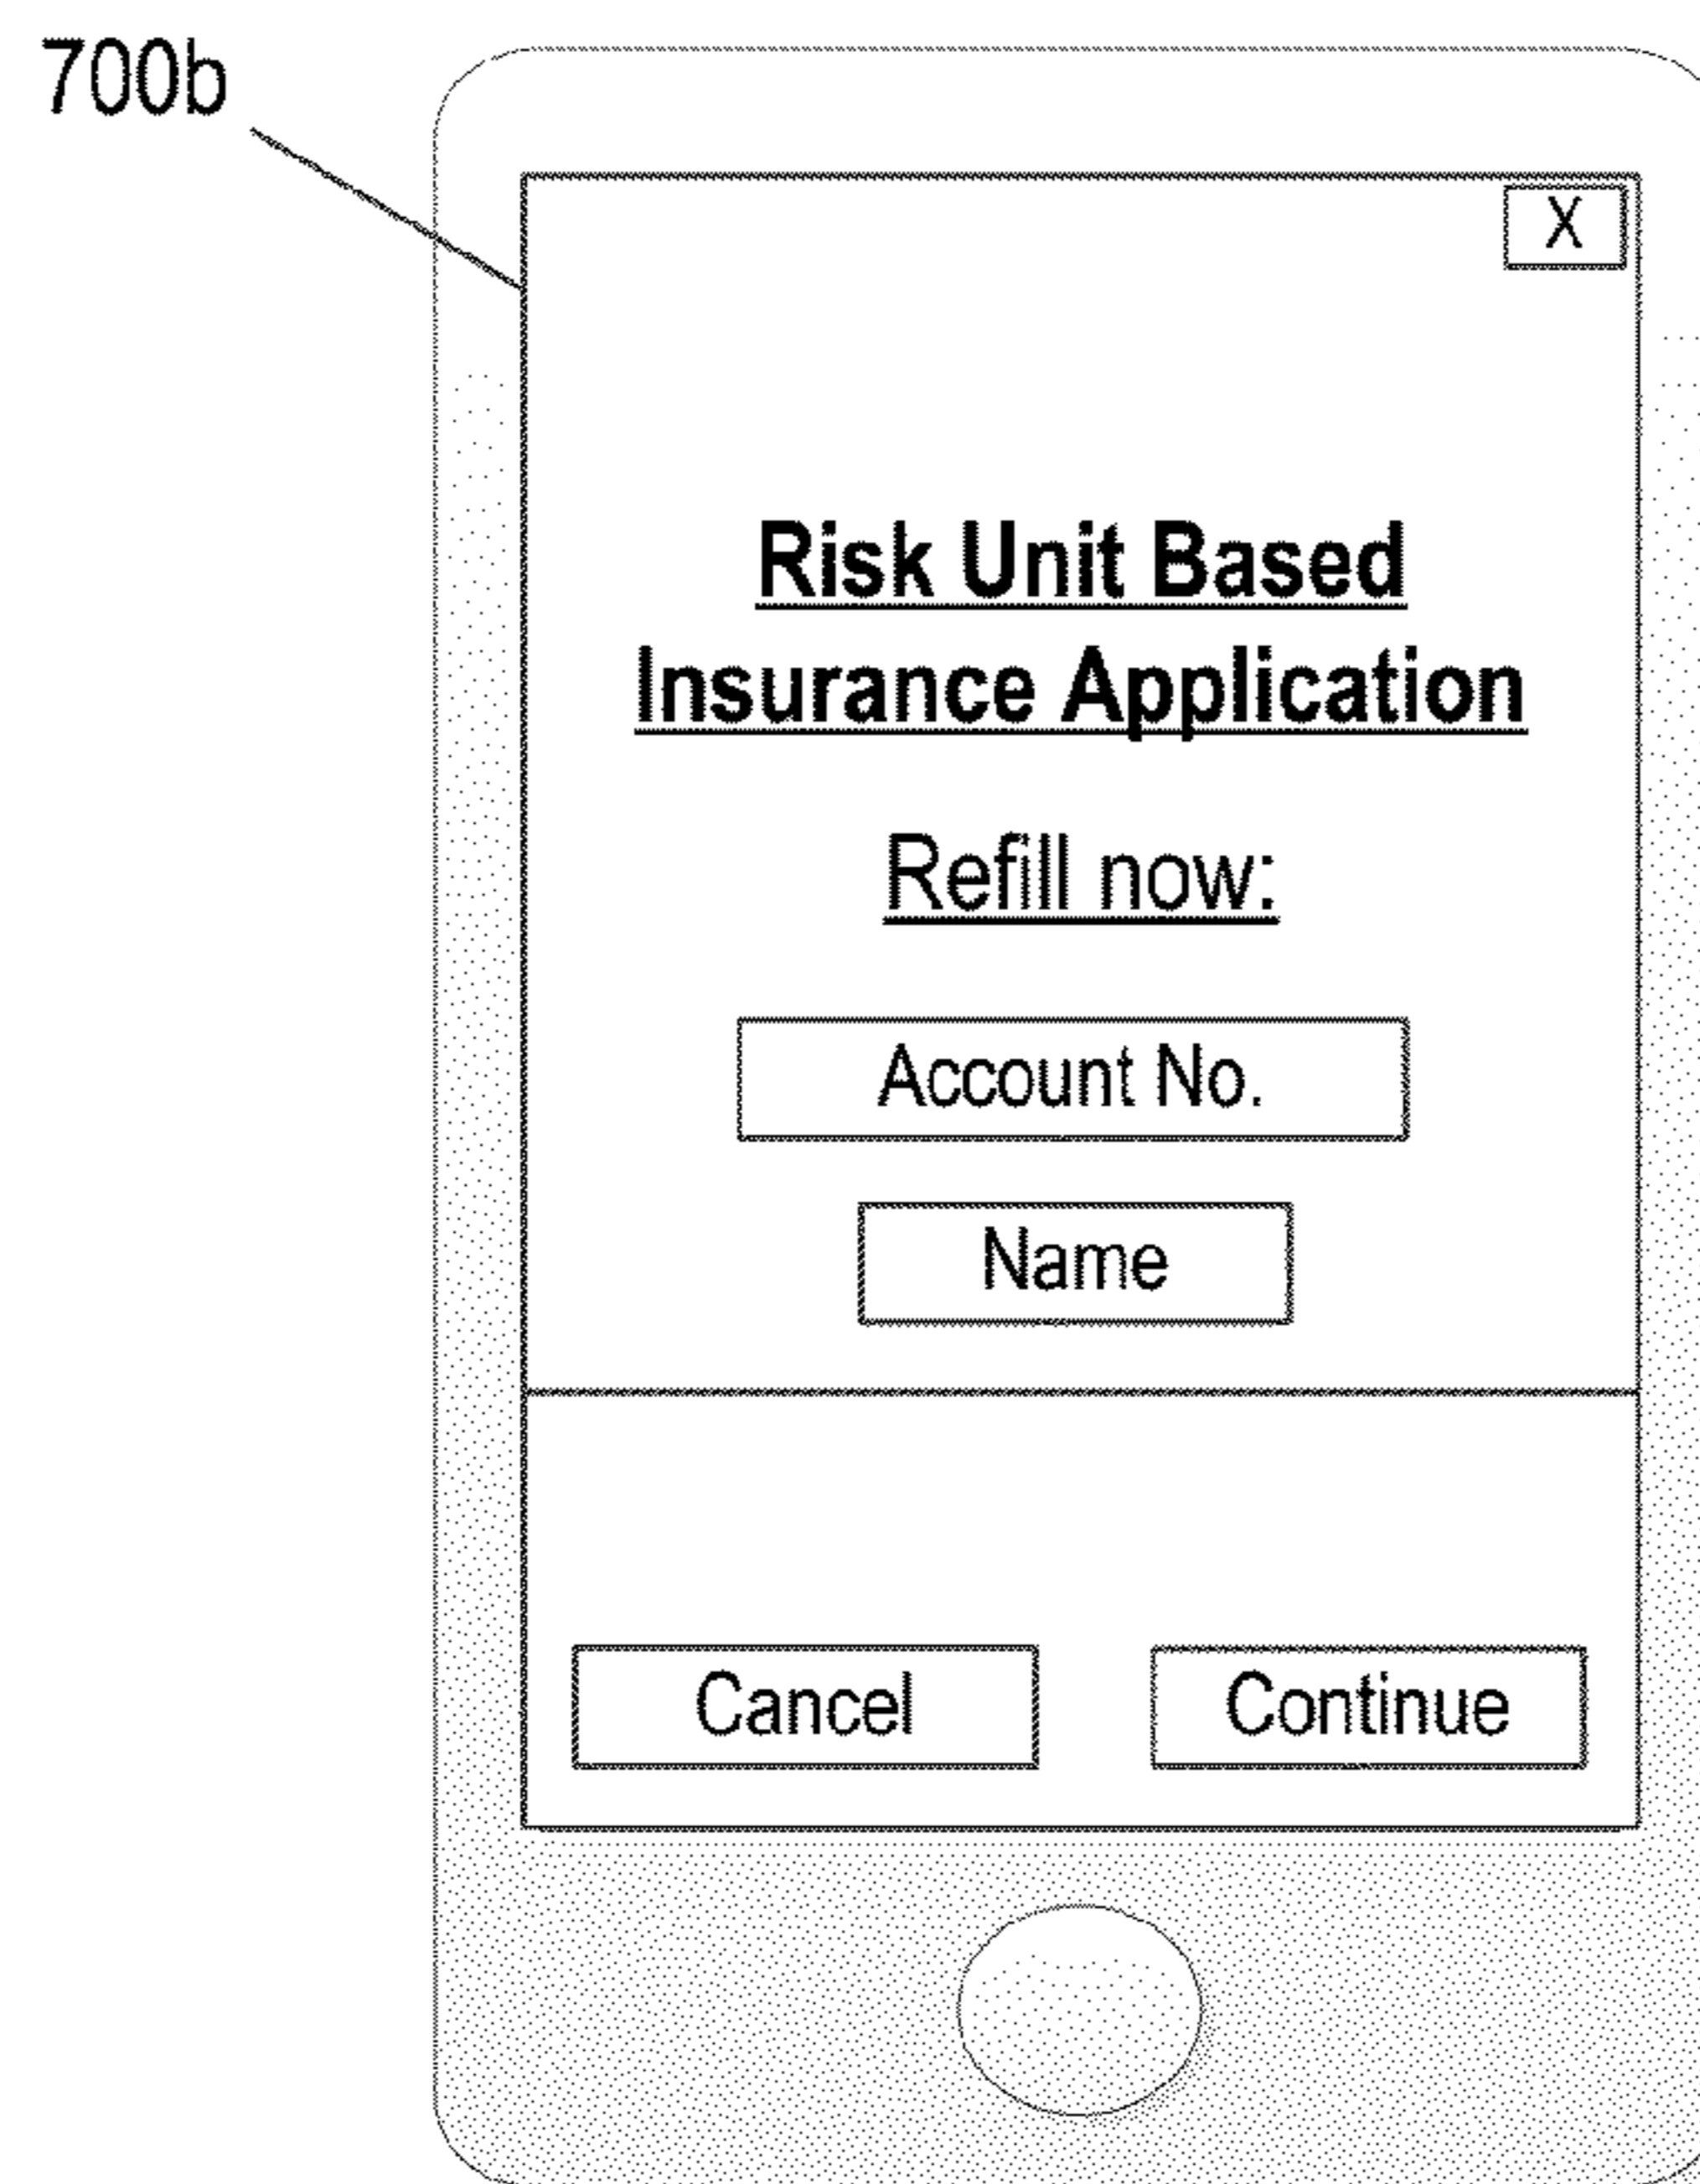 700b
X
Risk Unit Based
Insurance Application
Refill now:
Account No.
Name
Cancel
Continue